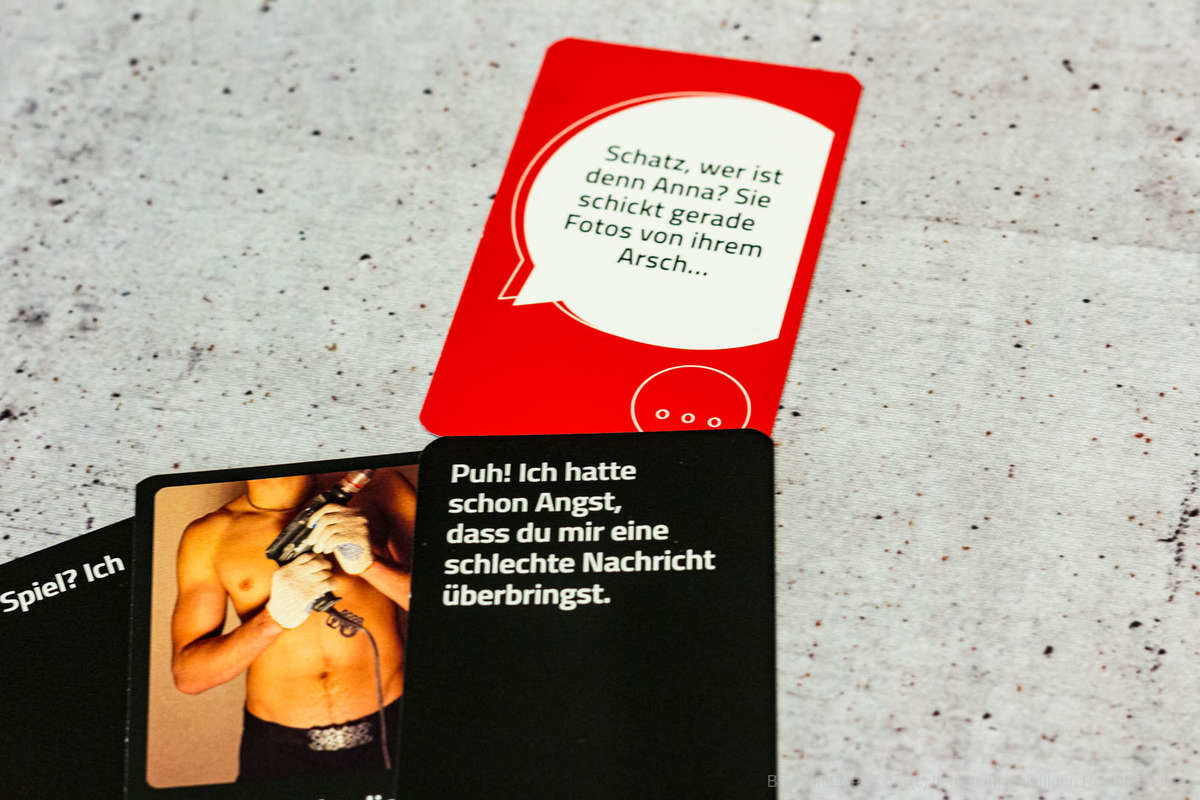 Schatz, wer ist
denn Anna? Sie
schickt gerade
Fotos von ihrem
Arsch...
Puh! Ich hatte
schon Angst,
dass du mir eine
schlechte Nachricht
überbringst.
Spiel? Ich